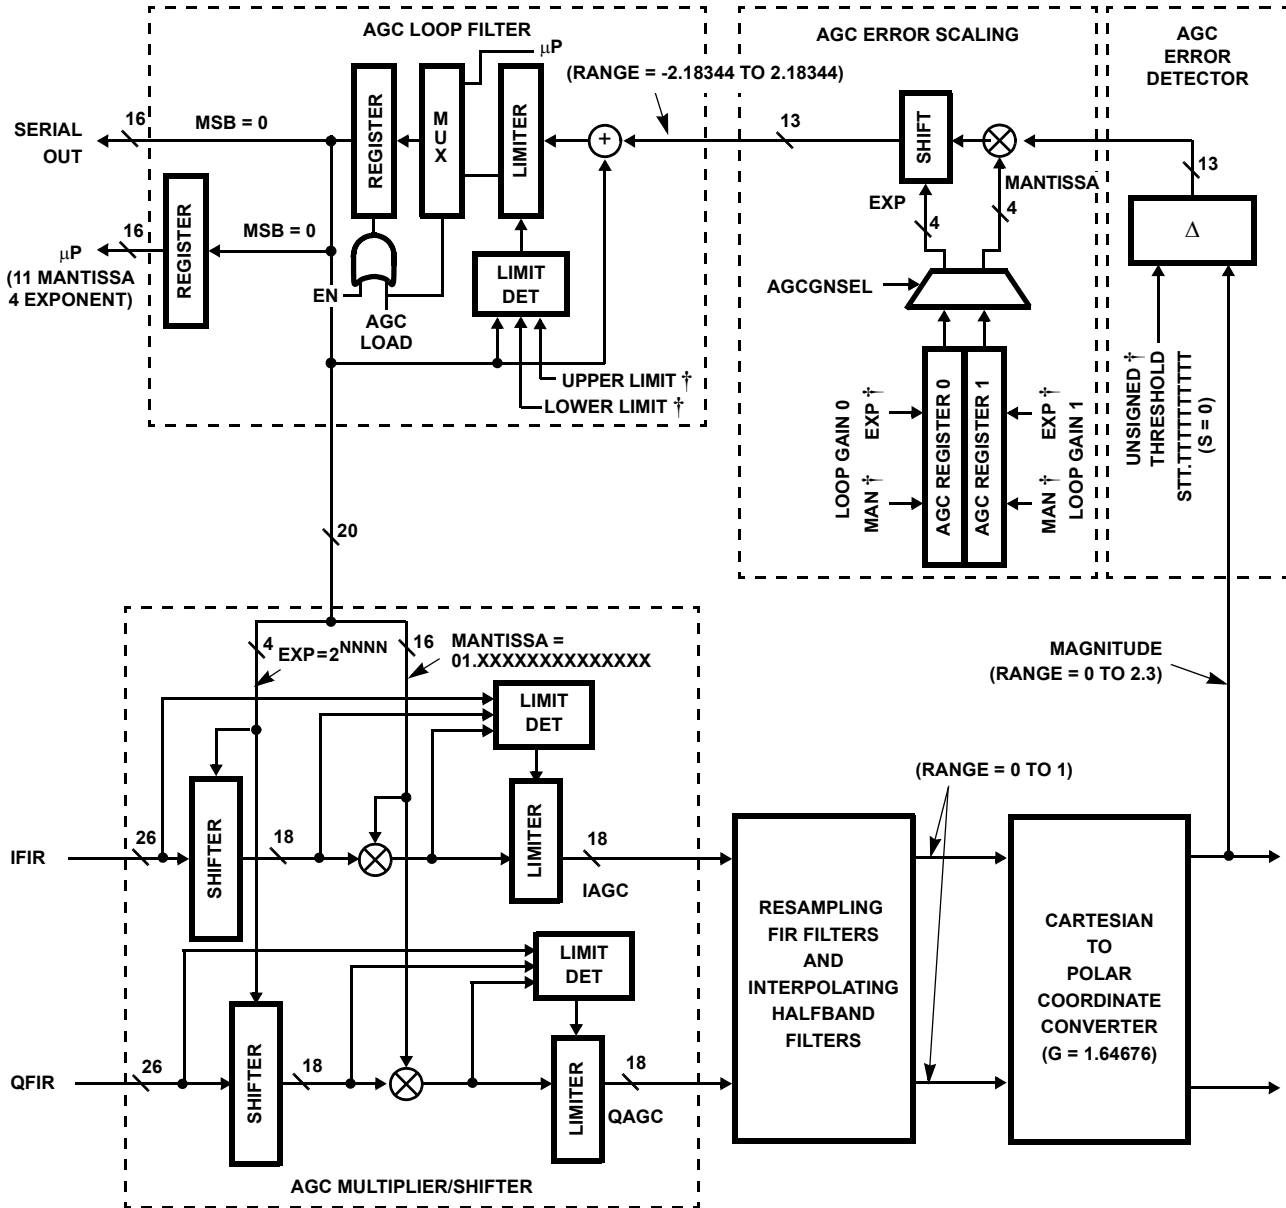 AGC LOOP FILTER
µP
REGISTER
MUX
LIMITER
(RANGE = -2.18344 TO 2.18344)
+
SERIAL
OUT
16
MSB = 0
REGISTER
16
MSB = 0
µP
(11 MANTISSA
4 EXPONENT)
EN
AGC
LOAD
LIMIT
DET
UPPER LIMIT †
LOWER LIMIT †
AGC ERROR SCALING
13
SHIFT
MANTISSA
EXP
4
4
AGCGNSEL
AGC REGISTER 0
AGC REGISTER 1
LOOP GAIN 0
MAN †
EXP †
MAN †
EXP †
LOOP GAIN 1
AGC
ERROR
DETECTOR
13
Δ
UNSIGNED †
THRESHOLD
STT.TTTTTTTTTT
(S = 0)
20
4
EXP=2NNNN
16
MANTISSA =
01.XXXXXXXXXXXXXX
LIMIT
DET
IFIR
26
SHIFTER
18
LIMITER
18
IAGC
LIMIT
DET
QFIR
26
SHIFTER
18
LIMITER
18
QAGC
AGC MULTIPLIER/SHIFTER
RESAMPLING
FIR FILTERS
AND
INTERPOLATING
HALFBAND
FILTERS
(RANGE = 0 TO 1)
MAGNITUDE
(RANGE = 0 TO 2.3)
CARTESIAN
TO
POLAR
COORDINATE
CONVERTER
(G = 1.64676)